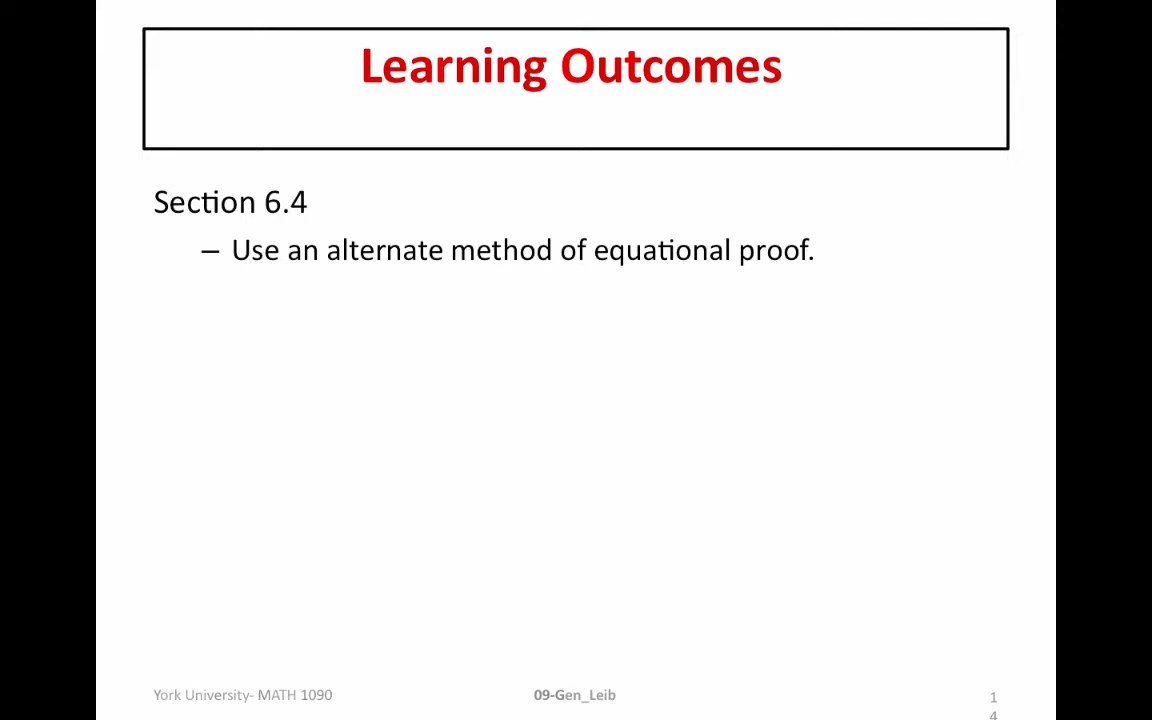 Learning Outcomes
Section 6.4
– Use an alternate method of equational proof.
York University- MATH 1090
09-Gen_Leib
1
4